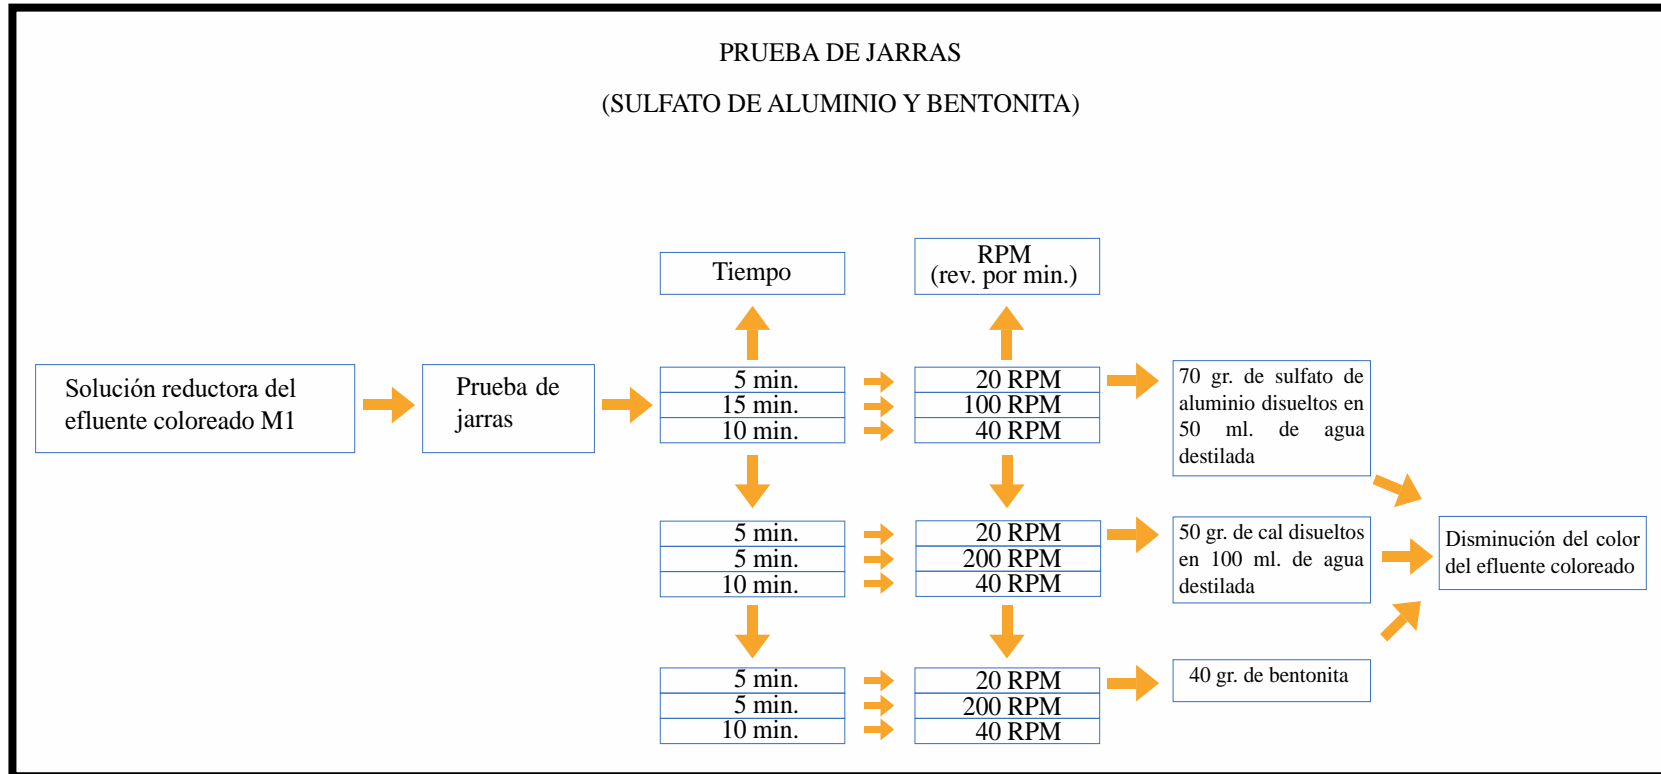 PRUEBA DE JARRAS
(SULFATO DE ALUMINIO Y BENTONITA)
Tiempo
RPM
(rev. por min.)
Solución reductora del
efluente coloreado M1
Prueba de
jarras
5 min.
20 RPM
15 min.
100 RPM
10 min.
40 RPM
70 gr. de sulfato de
aluminio disueltos en
50 ml. de agua
destilada
5 min.
20 RPM
5 min.
200 RPM
10 min.
40 RPM
50 gr. de cal disueltos
en 100 ml. de agua
destilada
Disminución del color
del efluente coloreado
5 min.
20 RPM
5 min.
200 RPM
10 min.
40 RPM
40 gr. de bentonita